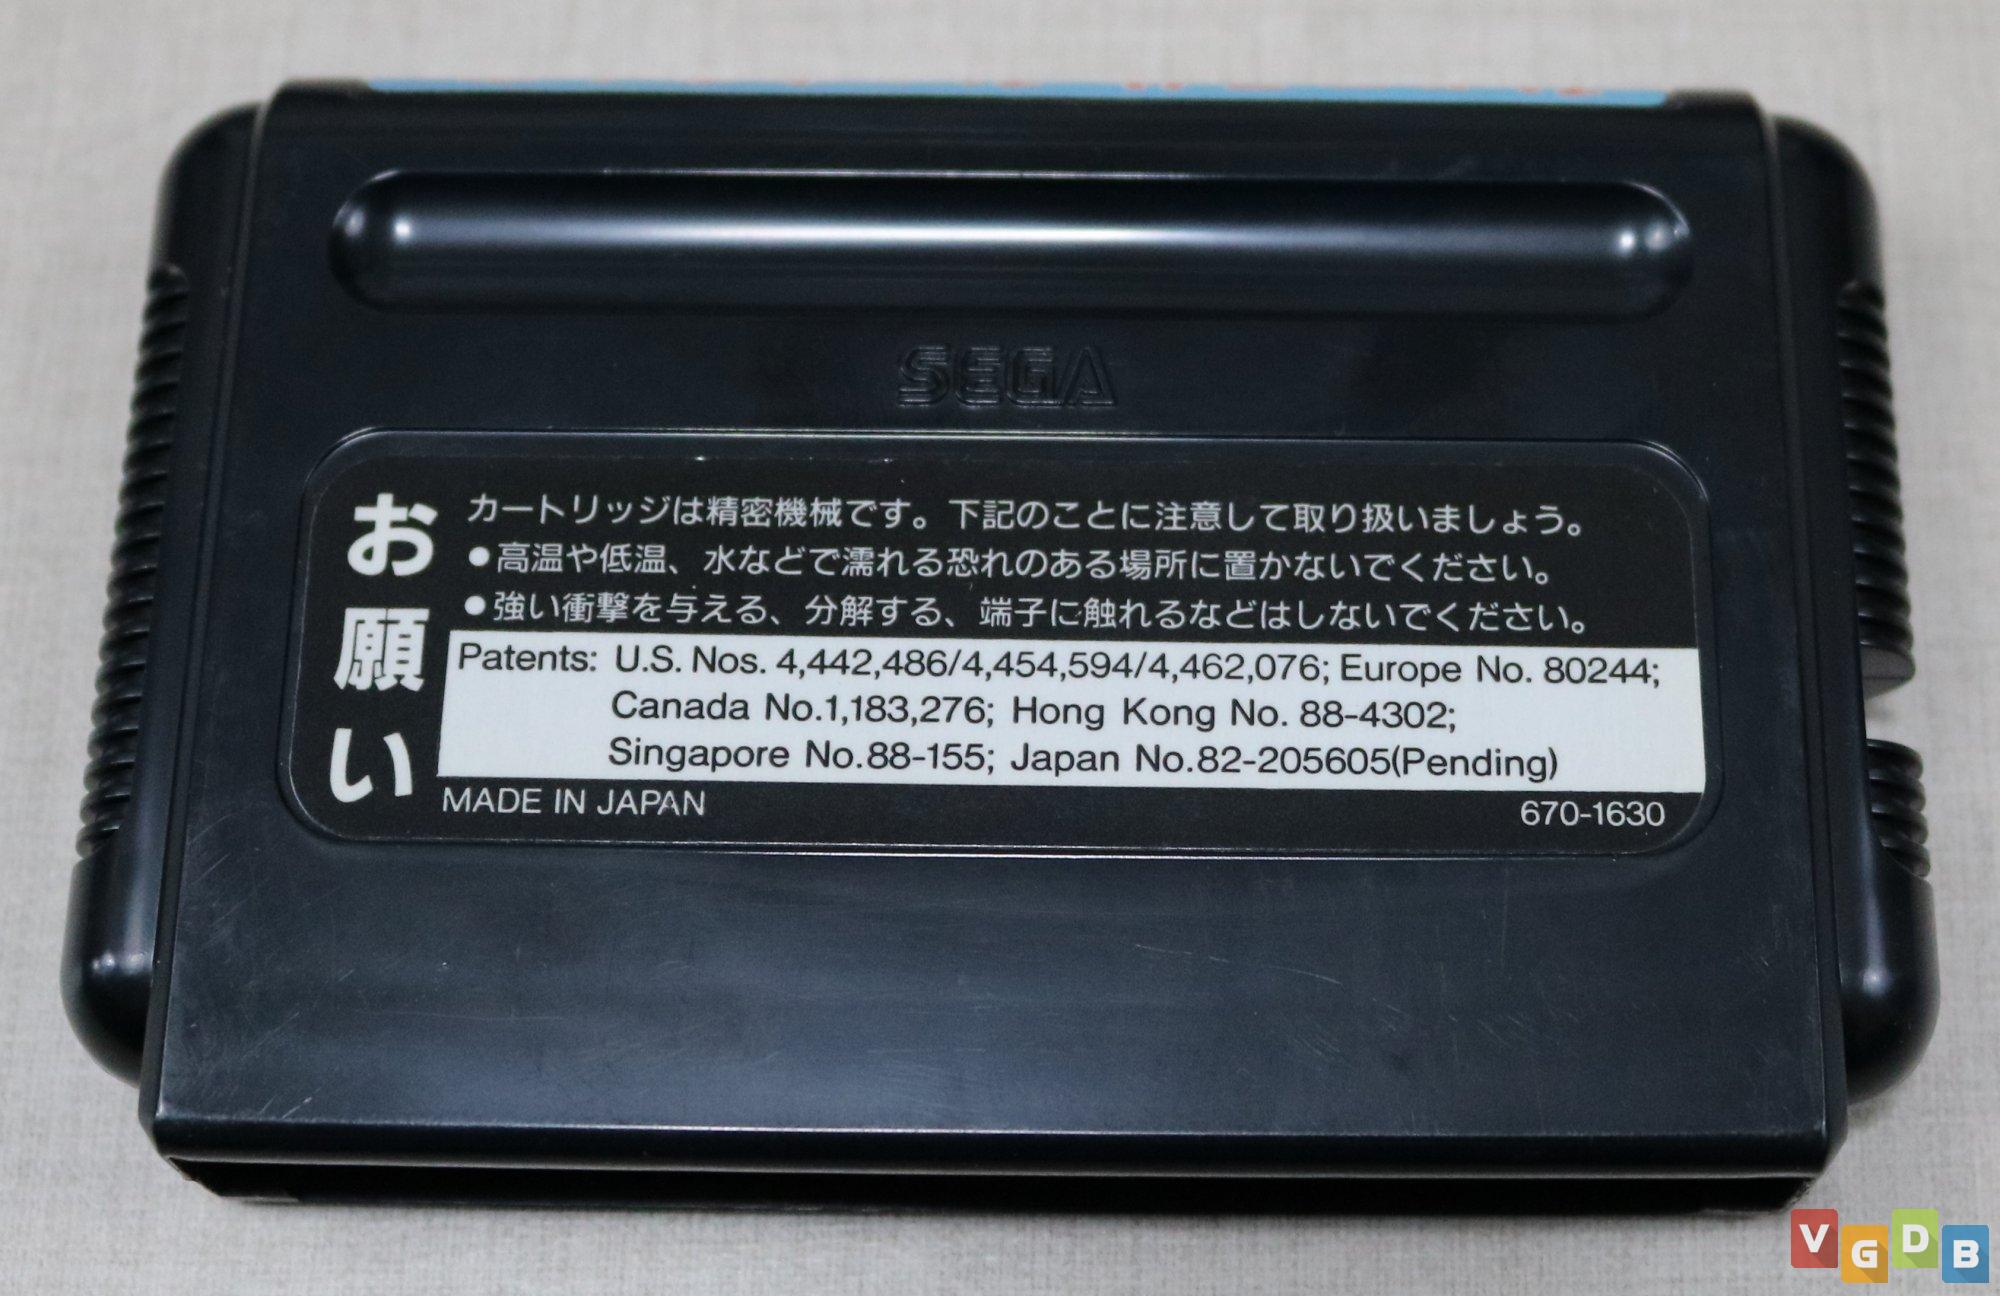 SEGA
お願い
カートリッジは精密機械です。下記のことに注意して取り扱いましょう。
●高温や低温、水などで濡れる恐れのある場所に置かないでください。
●強い衝撃を与える、分解する、端子に触れるなどはしないでください。
Patents: U.S. Nos. 4,442,486/4,454,594/4,462,076; Europe No. 80244;
Canada No.1,183,276; Hong Kong No. 88-4302;
Singapore No.88-155; Japan No.82-205605(Pending)
MADE IN JAPAN 670-1630
VGDB